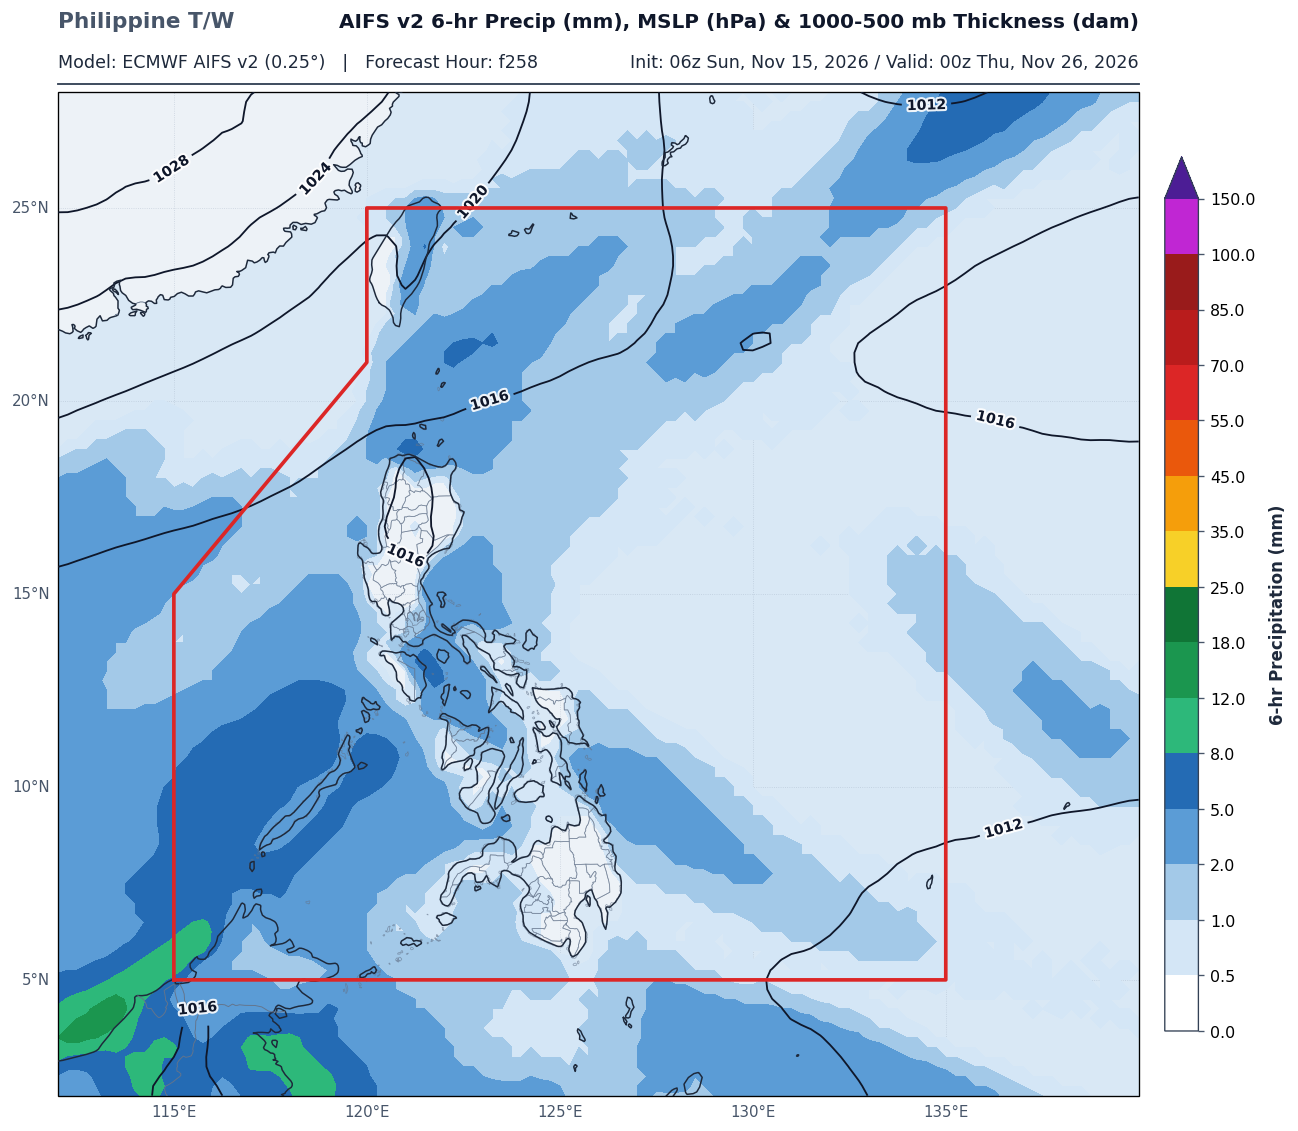 Philippine T/W
AIFS v2 6-hr Precip (mm), MSLP (hPa) & 1000-500 mb Thickness (dam)
Model: ECMWF AIFS v2 (0.25°) | Forecast Hour: f258
Init: 06z Sun, Nov 15, 2026 / Valid: 00z Thu, Nov 26, 2026
1012
1028
1024
1020
1016
1016
1016
1012
1016
25°N
20°N
15°N
10°N
5°N
115°E
120°E
125°E
130°E
135°E
150.0
100.0
85.0
70.0
55.0
45.0
35.0
25.0
18.0
12.0
8.0
5.0
2.0
1.0
0.5
0.0
6-hr Precipitation (mm)